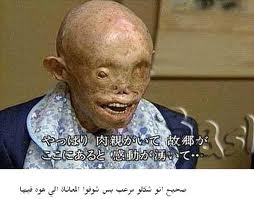 やっぱり 肉親がいて 故郷が
ここにあると 感動が湧いて…
صحيح انو شكلو مرعب بس شوفوا المعاناة الي هوه فيها